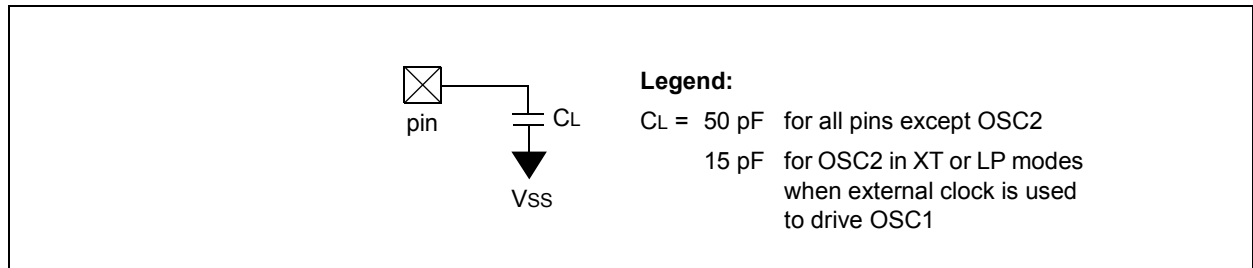 pin
CL
VSS
Legend:
CL = 50 pF for all pins except OSC2
15 pF for OSC2 in XT or LP modes
when external clock is used
to drive OSC1